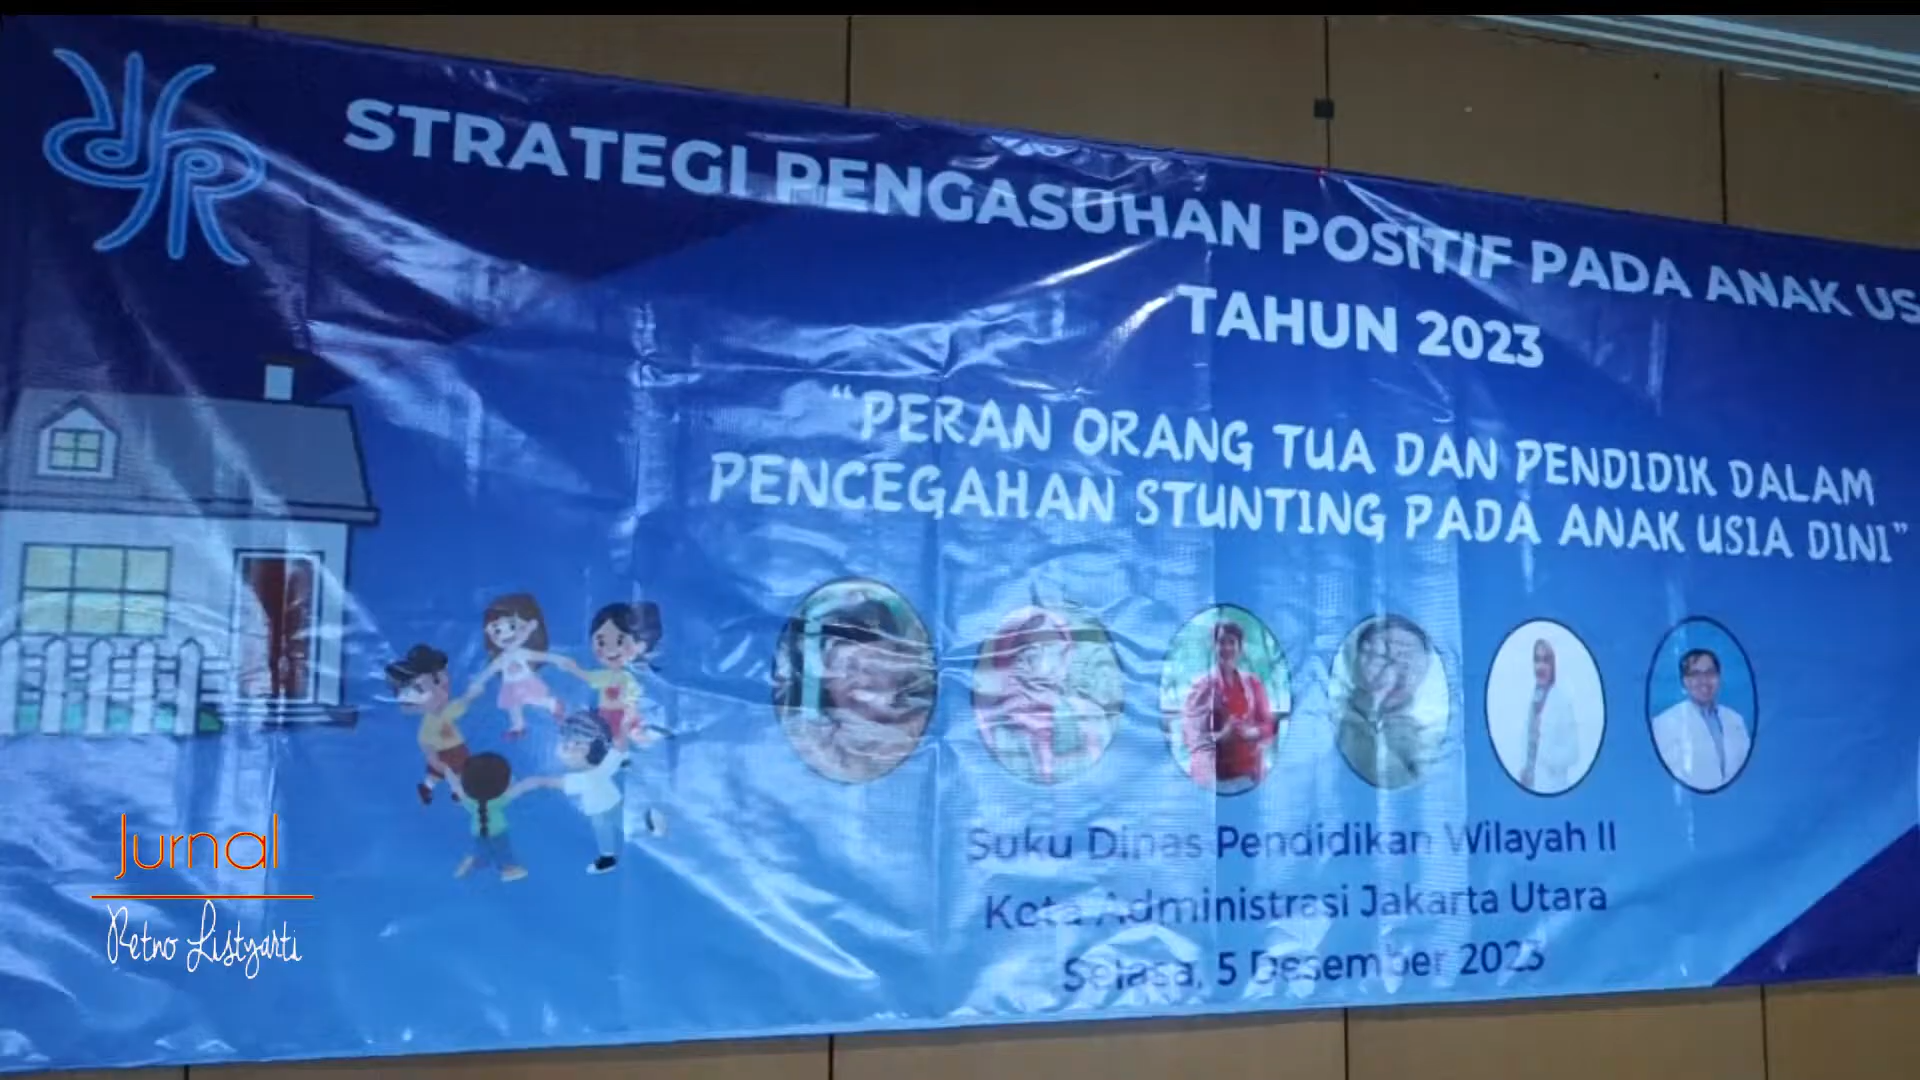 STRATEGI PENGASUHAN POSITIF PADA ANAK US
TAHUN 2023
“PERAN ORANG TUA DAN PENDIDIK DALAM
PENCEGAHAN STUNTING PADA ANAK USIA DINI”
Suku Dinas Pendidikan Wilayah II
Kota Administrasi Jakarta Utara
Selasa, 5 Desember 2023
Jurnal
Retno Listyarti